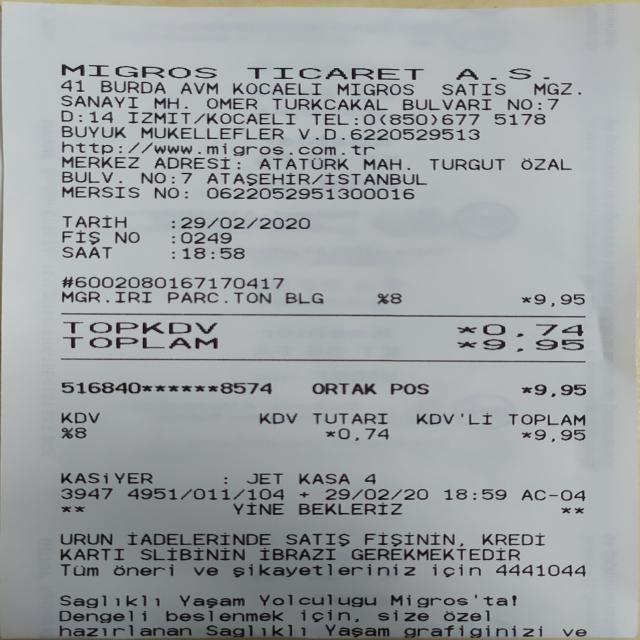 MIGROS TICARET A.S.
41 BURDA AVM KOCAELI MIGROS SATIS MGZ.
SANAYI MH. OMER TURKCAKAL BULVARI NO:7
D:14 IZMIT/KOCAELI TEL:0(850)677 5178
BUYUK MUKELLEFLER V.D.6220529513
http://www.migros.com.tr
MERKEZ ADRESİ: ATATÜRK MAH. TURGUT ÖZAL
BULV. NO:7 ATAŞEHİR/İSTANBUL
MERSİS NO: 0622052951300016
TARİH :29/02/2020
FİŞ NO :0249
SAAT :18:58
#6002080167170417
MGR.IRI PARC.TON BLG %8 *9,95
TOPKDV *0,74
TOPLAM *9,95
516840******8574 ORTAK POS *9,95
KDV KDV TUTARI KDV'Lİ TOPLAM
%8 *0,74 *9,95
KASİYER : JET KASA 4
3947 4951/011/104 + 29/02/20 18:59 AC-04
** YİNE BEKLERİZ **
URUN İADELERİNDE SATIŞ FİŞİNİN, KREDİ
KARTI SLİBİNİN İBRAZI GEREKMEKTEDİR
Tüm öneri ve şikayetleriniz için 4441044
Saglıklı Yaşam Yolculugu Migros'ta!
Dengeli beslenmek için, size özel
hazırlanan Saglıklı Yaşam grafiginizi ve